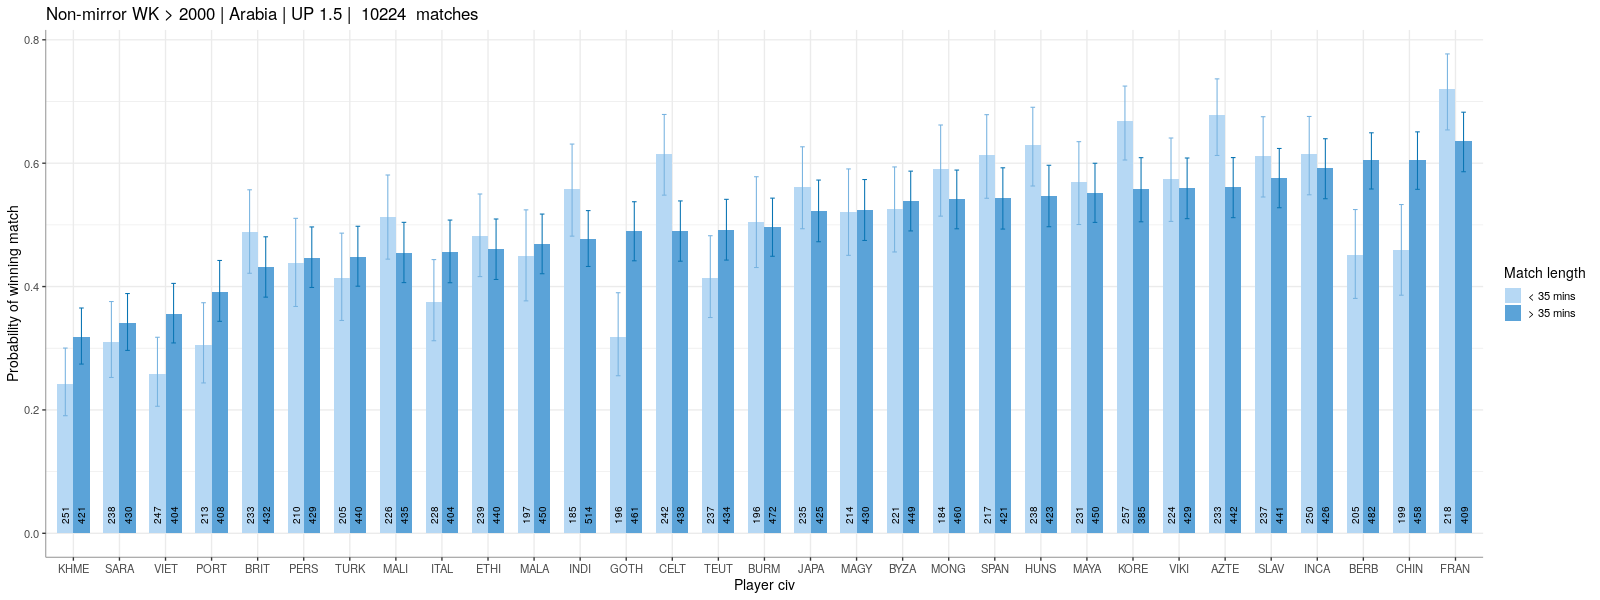 Non-mirror WK > 2000 | Arabia | UP 1.5 | 10224 matches
Probability of winning match
0.8
0.6
0.4
0.2
0.0
251 421 238 430 247 404 213 408 233 432 210 429 205 440 226 435 228 404 239 440 197 450 185 514 196 461 242 438 237 434 196 472 235 425 214 430 221 449 184 460 217 421 238 423 231 450 257 385 224 429 233 442 237 441 250 426 205 482 199 458 218 409
KHME SARA VIET PORT BRIT PERS TURK MALI ITAL ETHI MALA INDI GOTH CELT TEUT BURM JAPA MAGY BYZA MONG SPAN HUNS MAYA KORE VIKI AZTE SLAV INCA BERB CHIN FRAN
Player civ
Match length
< 35 mins
> 35 mins